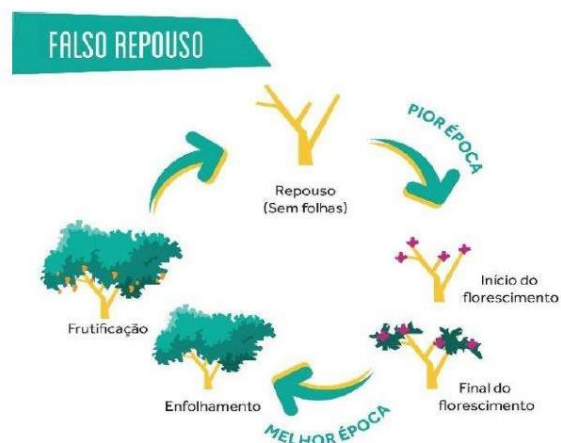 FALSO REPOUSO
PIOR ÉPOCA
Repouso
(Sem folhas)
Início do
florescimento
Final do
florescimento
MELHOR ÉPOCA
Enfolhamento
Frutificação